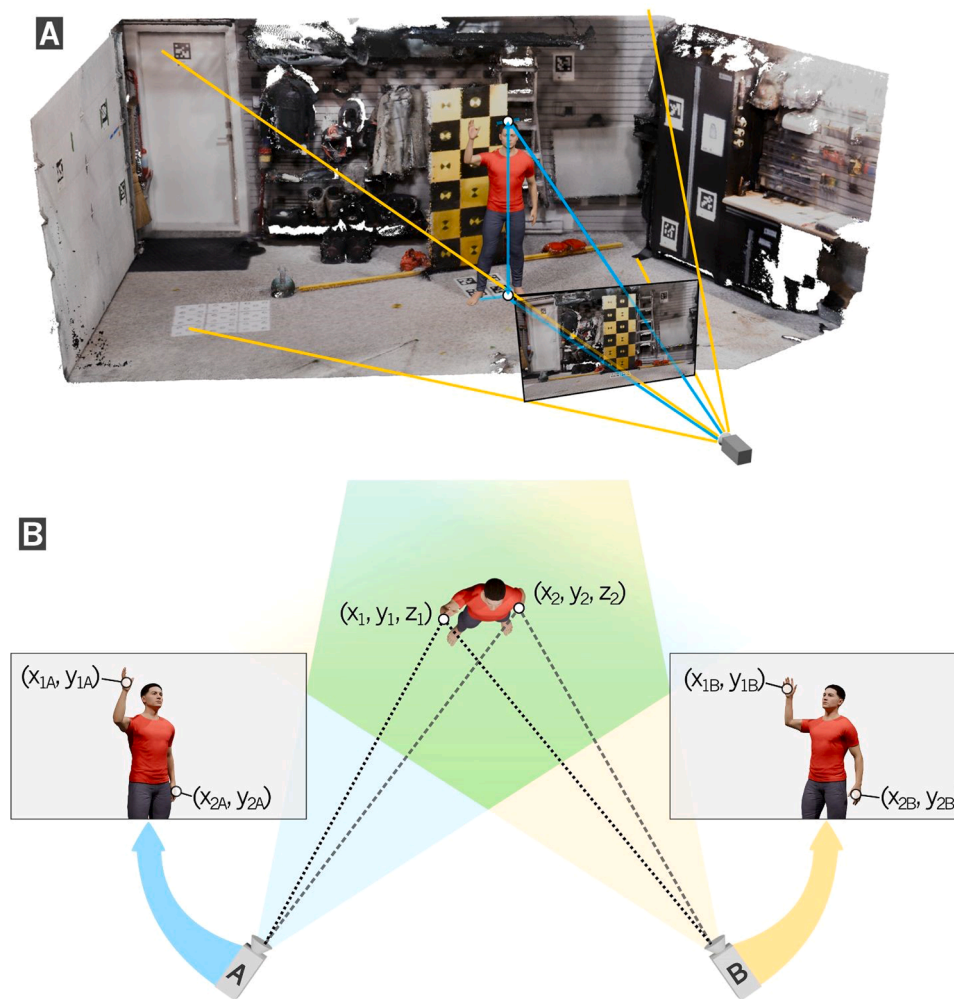 A
B
(x₁, y₁, z₁)
(x₂, y₂, z₂)
(x₁A, y₁A)
(x₁B, y₁B)
(x₂A, y₂A)
(x₂B, y₂B)
A
B